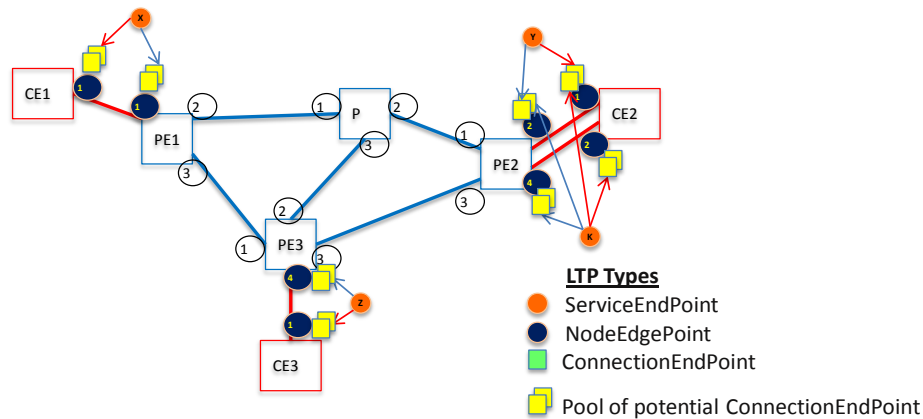 X
Y
CE1
1
1
2
PE1
3
1
P
2
3
1
PE2
2
4
3
1
CE2
2
K
2
1
PE3
3
4
Z
1
CE3
LTP Types
ServiceEndPoint
NodeEdgePoint
ConnectionEndPoint
Pool of potential ConnectionEndPoint